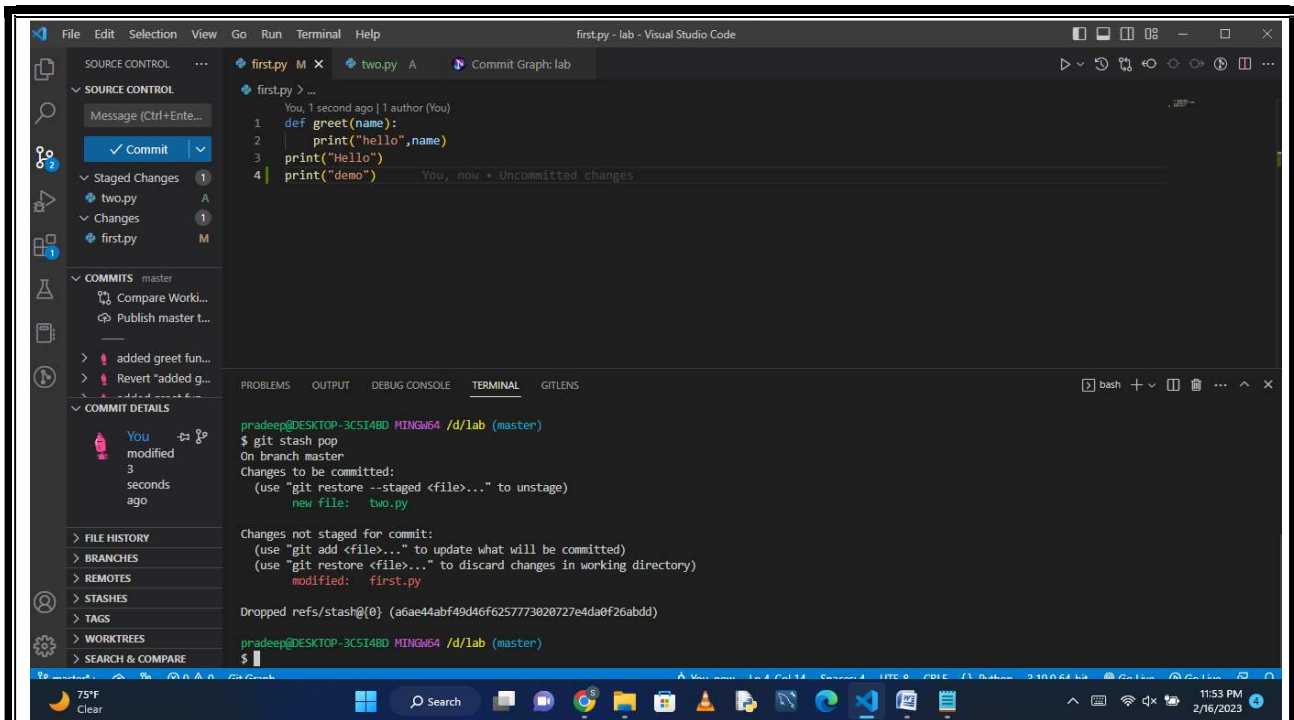 File Edit Selection View Go Run Terminal Help first.py - lab - Visual Studio Code
SOURCE CONTROL ...
first.py M two.py A Commit Graph: lab
SOURCE CONTROL
Message (Ctrl+Ente...
Commit
Staged Changes 1
two.py A
Changes 1
first.py M
COMMITS master
Compare Worki...
Publish master t...
added greet fun...
Revert "added g...
COMMIT DETAILS
You
modified
3
seconds
ago
FILE HISTORY
BRANCHES
REMOTES
STASHES
TAGS
WORKTREES
SEARCH & COMPARE
2
1
first.py > ...
You, 1 second ago | 1 author (You)
1 def greet(name):
2 print("hello",name)
3 print("Hello")
4 print("demo") You, now • Uncommitted changes
PROBLEMS OUTPUT DEBUG CONSOLE TERMINAL GITLENS bash
pradeep@DESKTOP-3C5I4BD MINGW64 /d/lab (master)
$ git stash pop
On branch master
Changes to be committed:
(use "git restore --staged <file>..." to unstage)
new file: two.py
Changes not staged for commit:
(use "git add <file>..." to update what will be committed)
(use "git restore <file>..." to discard changes in working directory)
modified: first.py
Dropped refs/stash@{0} (a6ae44abf49d46f6257773020727e4da0f26abdd)
pradeep@DESKTOP-3C5I4BD MINGW64 /d/lab (master)
$
75°F
Clear
Search
11:53 PM
2/16/2023
4